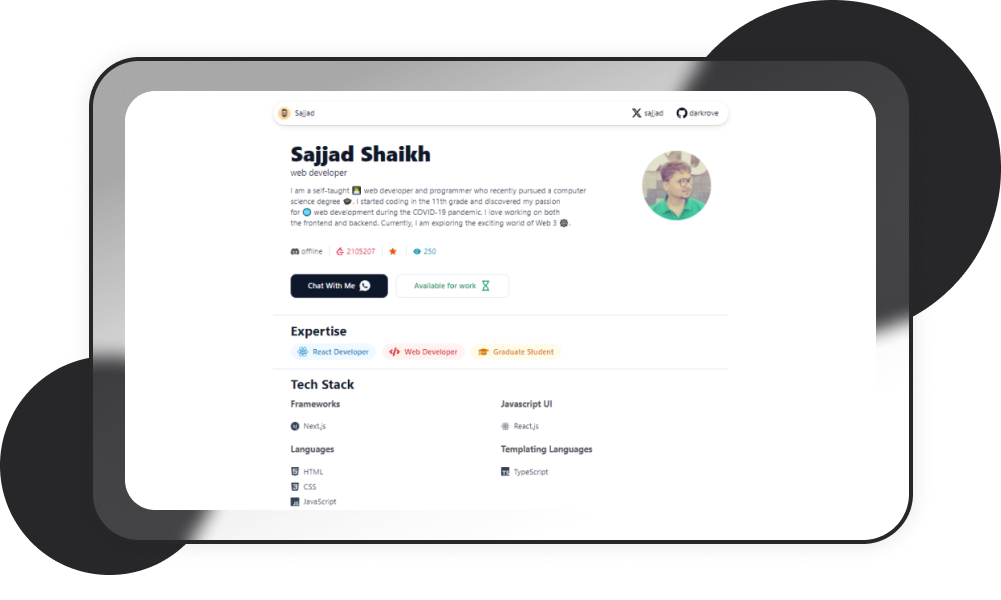 Sajjad
sajjad
darkrove
Sajjad Shaikh
web developer
I am a self-taught 🧑‍💻 web developer and programmer who recently pursued a computer
science degree 🎓. I started coding in the 11th grade and discovered my passion
for 🌐 web development during the COVID-19 pandemic. I love working on both
the frontend and backend. Currently, I am exploring the exciting world of Web 3 .
offline 2105207 250
Chat With Me
Available for work
Expertise
React Developer Web Developer Graduate Student
Tech Stack
Frameworks
Next.js
Javascript UI
React.js
Languages
HTML
CSS
JavaScript
Templating Languages
TypeScript